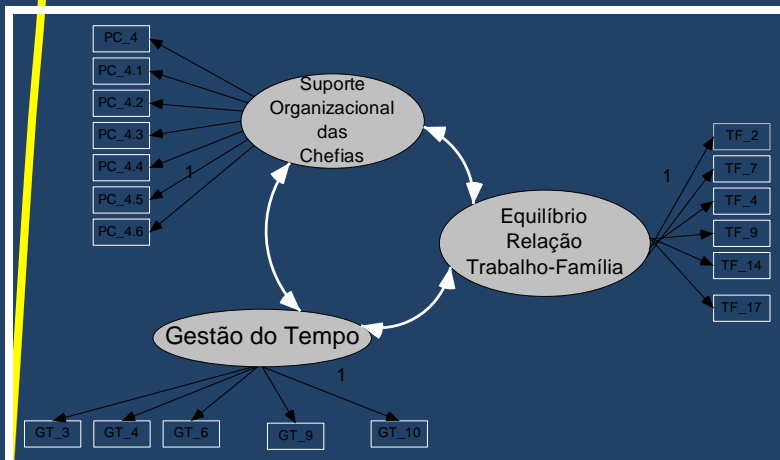 PC_4
PC_4.1
PC_4.2
PC_4.3
PC_4.4
PC_4.5
PC_4.6
1
Suporte
Organizacional
das
Chefias
Equilíbrio
Relação
Trabalho-Família
1
TF_2
TF_7
TF_4
TF_9
TF_14
TF_17
Gestão do Tempo
1
GT_3
GT_4
GT_6
GT_9
GT_10